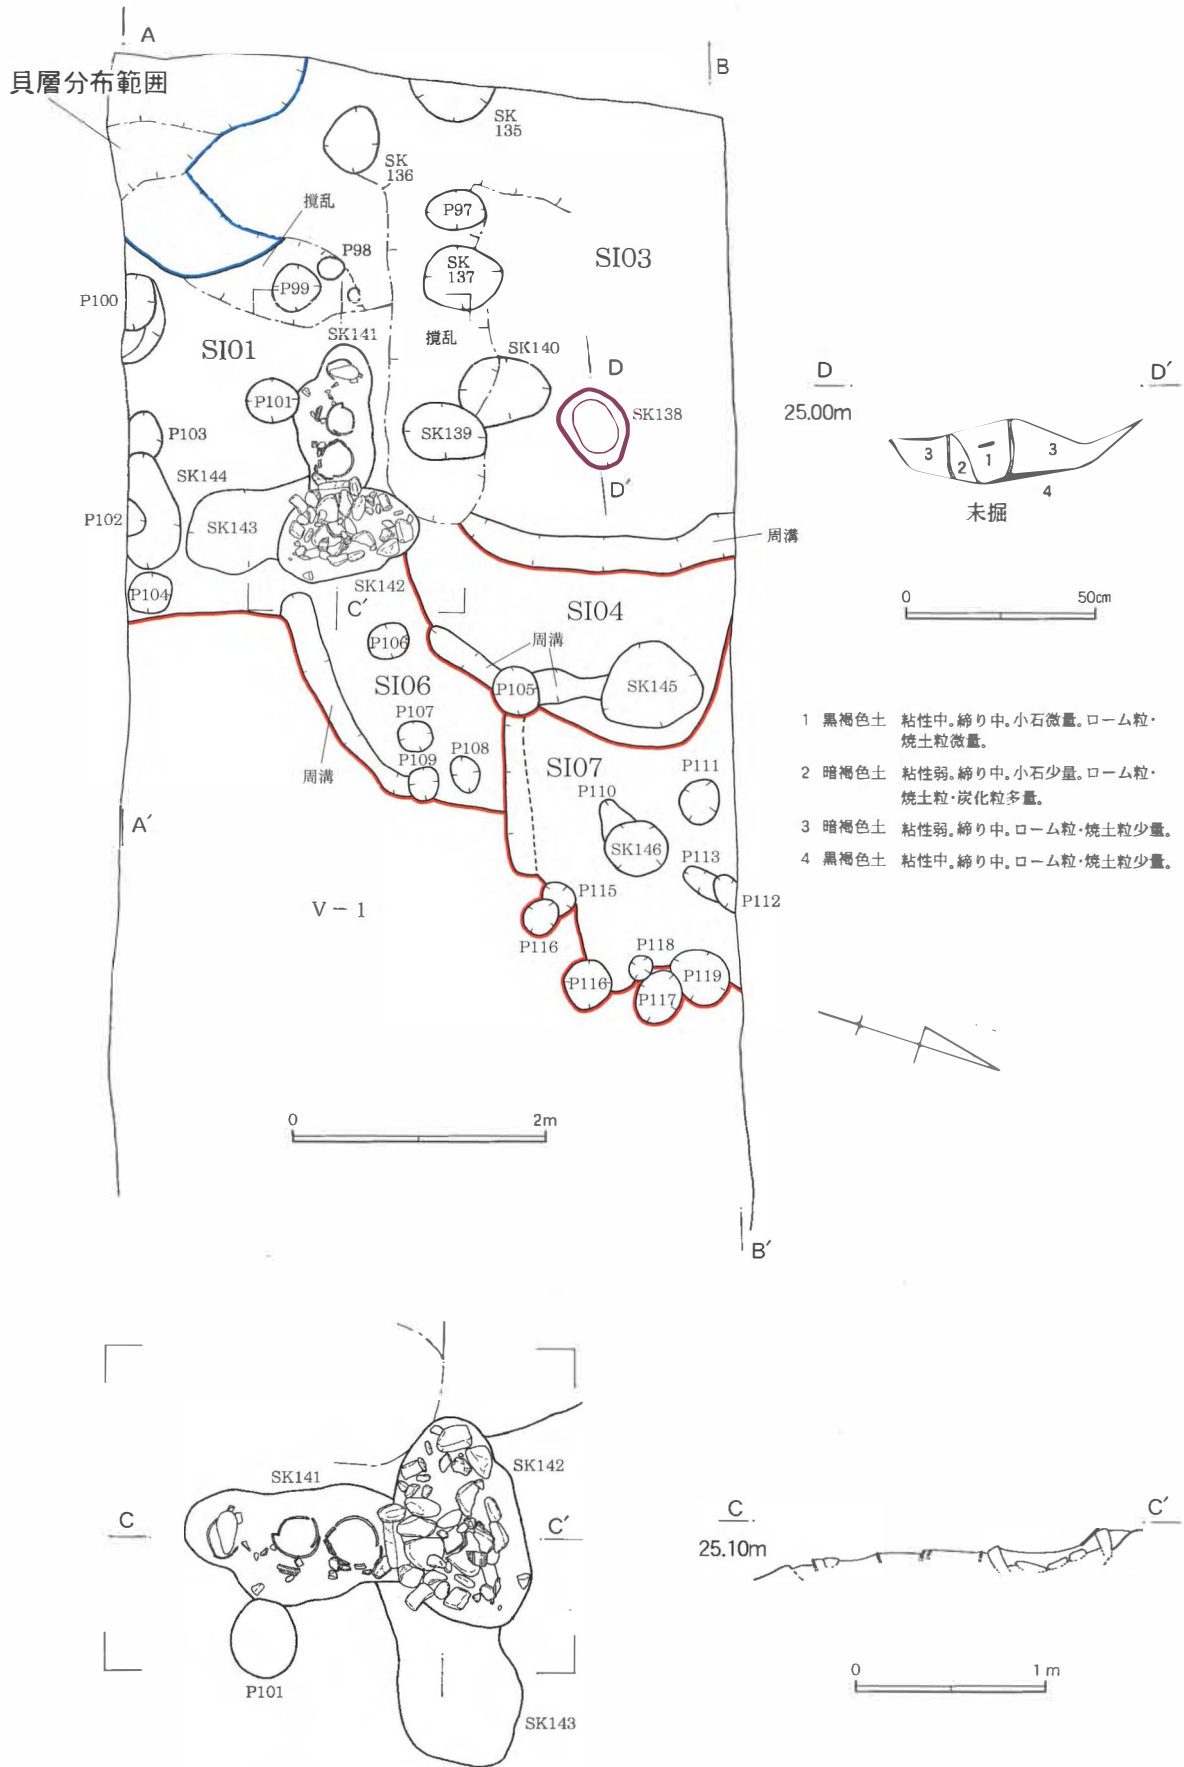 A
B
貝層分布範囲
SK
135
SK
136
撹乱
P97
P98
SK
137
SI03
P99
P100
SK141
撹乱
SI01
SK140
D
D
D′
P101
SK138
25.00m
P103
SK139
3
2
1
3
SK144
4
D′
未掘
P102
SK143
周溝
SK142
P104
C′
SI04
0
50cm
周溝
P106
SK145
SI06
P105
1 黒褐色土 粘性中。締り中。小石微量。ローム粒・
焼土粒微量。
2 暗褐色土 粘性弱。締り中。小石少量。ローム粒・
焼土粒・炭化粒多量。
3 暗褐色土 粘性弱。締り中。ローム粒・焼土粒少量。
4 黒褐色土 粘性中。締り中。ローム粒・焼土粒少量。
P107
P108
P109
周溝
SI07
P111
P110
A′
SK146
P113
P115
P112
V－1
P116
P118
P116
P119
P117
0
2m
B′
SK141
SK142
C
C′
C
C′
25.10m
P101
0
1m
SK143